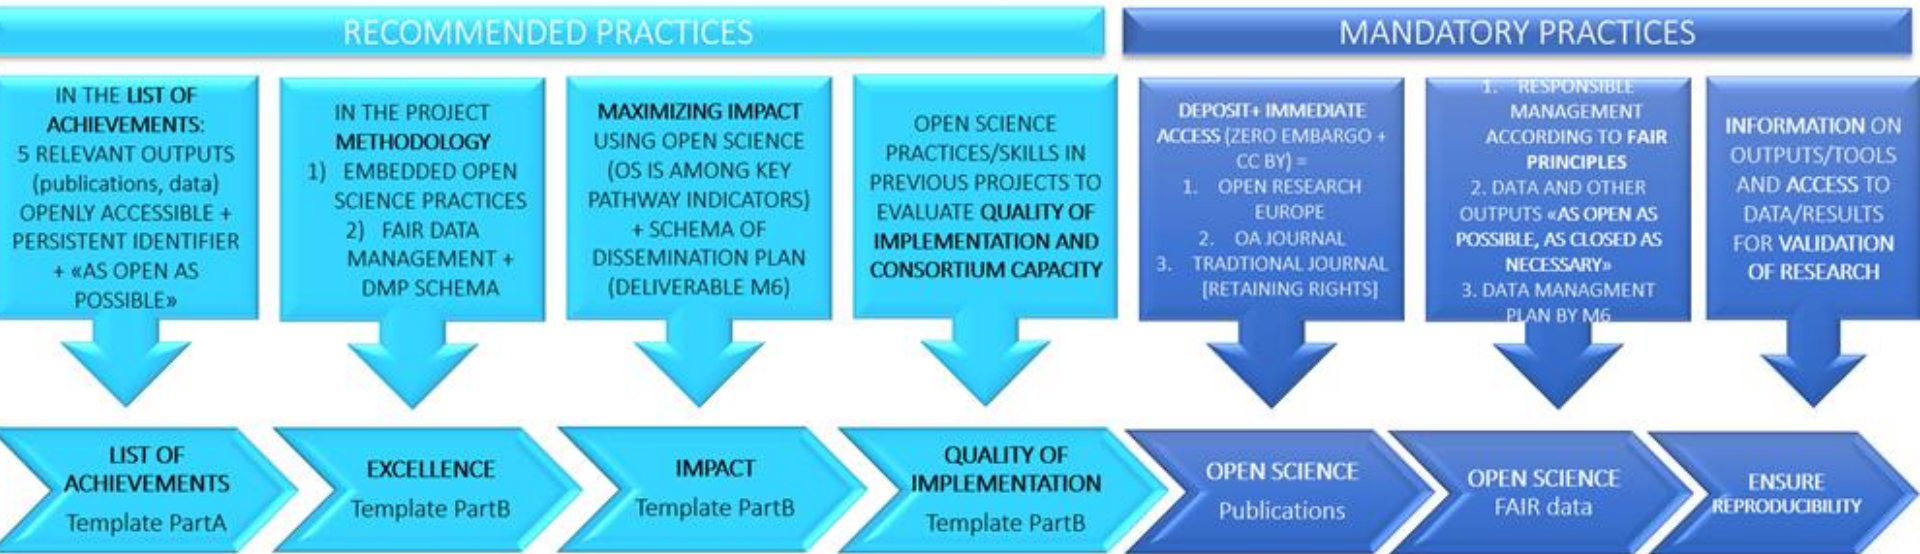 RECOMMENDED PRACTICES
MANDATORY PRACTICES
IN THE LIST OF
ACHIEVEMENTS:
5 RELEVANT OUTPUTS
(publications, data)
OPENLY ACCESSIBLE +
PERSISTENT IDENTIFIER
+ «AS OPEN AS
POSSIBLE»
IN THE PROJECT
METHODOLOGY
1) EMBEDDED OPEN
SCIENCE PRACTICES
2) FAIR DATA
MANAGEMENT +
DMP SCHEMA
MAXIMIZING IMPACT
USING OPEN SCIENCE
(OS IS AMONG KEY
PATHWAY INDICATORS)
+ SCHEMA OF
DISSEMINATION PLAN
(DELIVERABLE M6)
OPEN SCIENCE
PRACTICES/SKILLS IN
PREVIOUS PROJECTS TO
EVALUATE QUALITY OF
IMPLEMENTATION AND
CONSORTIUM CAPACITY
DEPOSIT+ IMMEDIATE
ACCESS (ZERO EMBARGO +
CC BY) =
1. OPEN RESEARCH
EUROPE
2. OA JOURNAL
3. TRADTIONAL JOURNAL
[RETAINING RIGHTS]
1. RESPONSIBLE
MANAGEMENT
ACCORDING TO FAIR
PRINCIPLES
2. DATA AND OTHER
OUTPUTS «AS OPEN AS
POSSIBLE, AS CLOSED AS
NECESSARY»
3. DATA MANAGMENT
PLAN BY M6
INFORMATION ON
OUTPUTS/TOOLS
AND ACCESS TO
DATA/RESULTS
FOR VALIDATION
OF RESEARCH
LIST OF
ACHIEVEMENTS
Template PartA
EXCELLENCE
Template PartB
IMPACT
Template PartB
QUALITY OF
IMPLEMENTATION
Template PartB
OPEN SCIENCE
Publications
OPEN SCIENCE
FAIR data
ENSURE
REPRODUCIBILITY